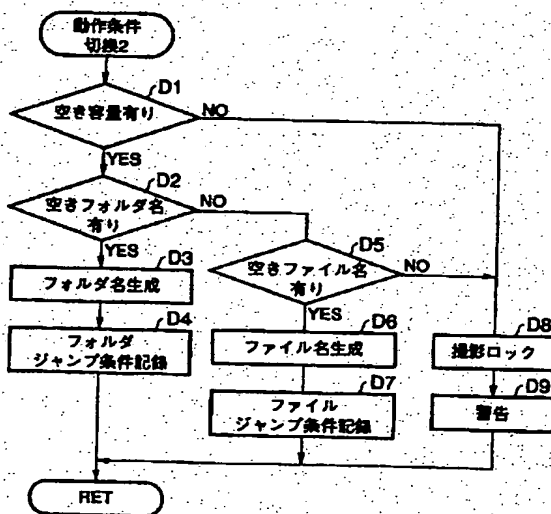 動作条件
切換2
D1
空き容量有り
NO
YES
D2
空きフォルダ名
有り
NO
YES
D3
フォルダ名生成
D4
フォルダ
ジャンプ条件記録
D5
空きファイル名
有り
NO
YES
D6
ファイル名生成
D7
ファイル
ジャンプ条件記録
D8
撮影ロック
D9
警告
RET